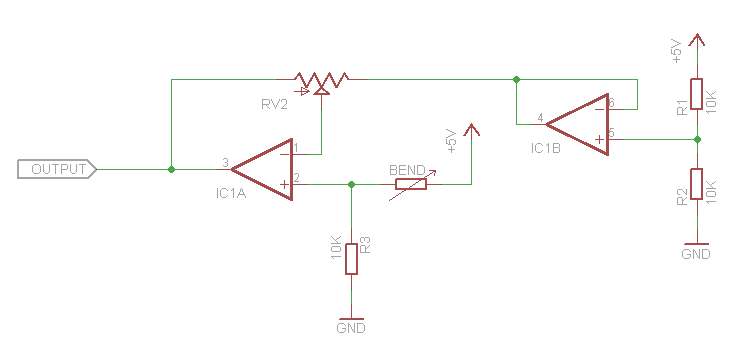 +5V
6
4
5
R1
10K
IC1B
RV2
+5V
1
OUTPUT
3
2
BEND
IC1A
R2
10K
10K
R3
GND
GND